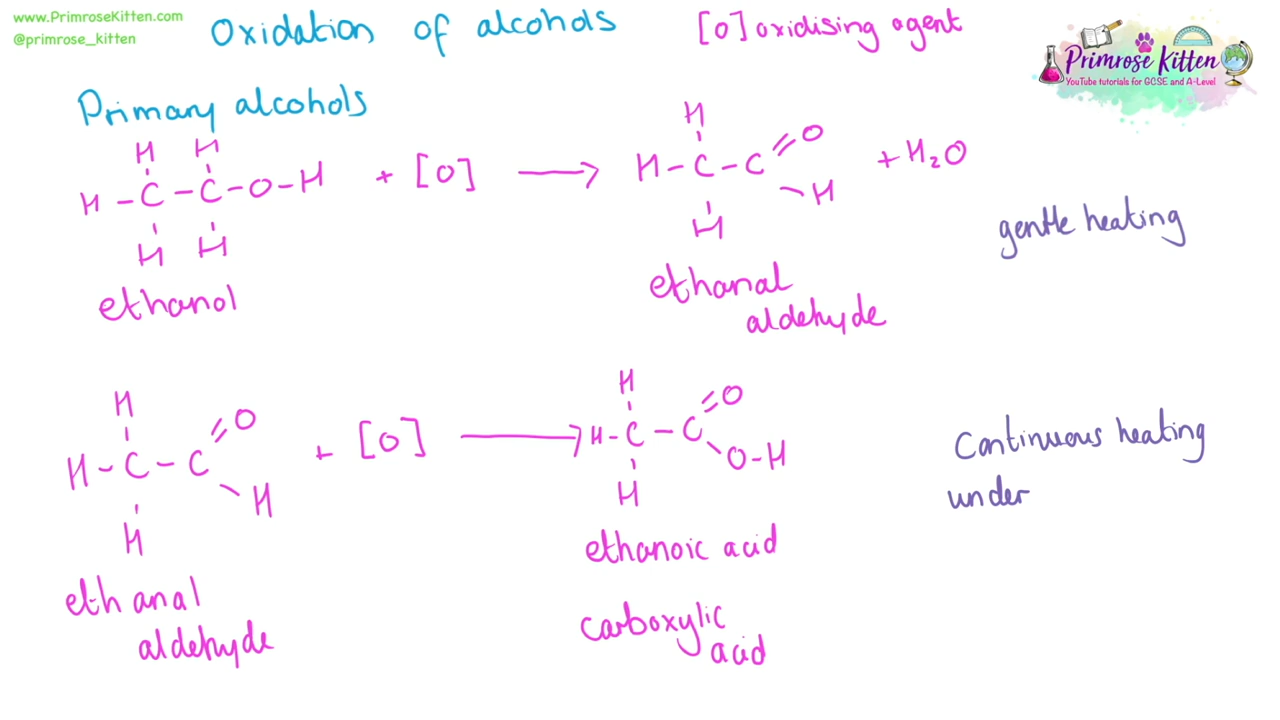 www.PrimroseKitten.com
@primrose_kitten
Oxidation of alcohols
[O] oxidising agent
Primrose Kitten
YouTube tutorials for GCSE and A-Level
Primary alcohols
H H
H - C - C - O - H + [O] → H - C - C = O + H₂O
H H
H
H
H
ethanol
gentle heating
ethanal
aldehyde
H
H - C - C = O
H
H
+ [O] →
H
H - C - C = O
O - H
H
Continuous heating
under
ethanoic acid
ethanal
aldehyde
carboxylic
acid